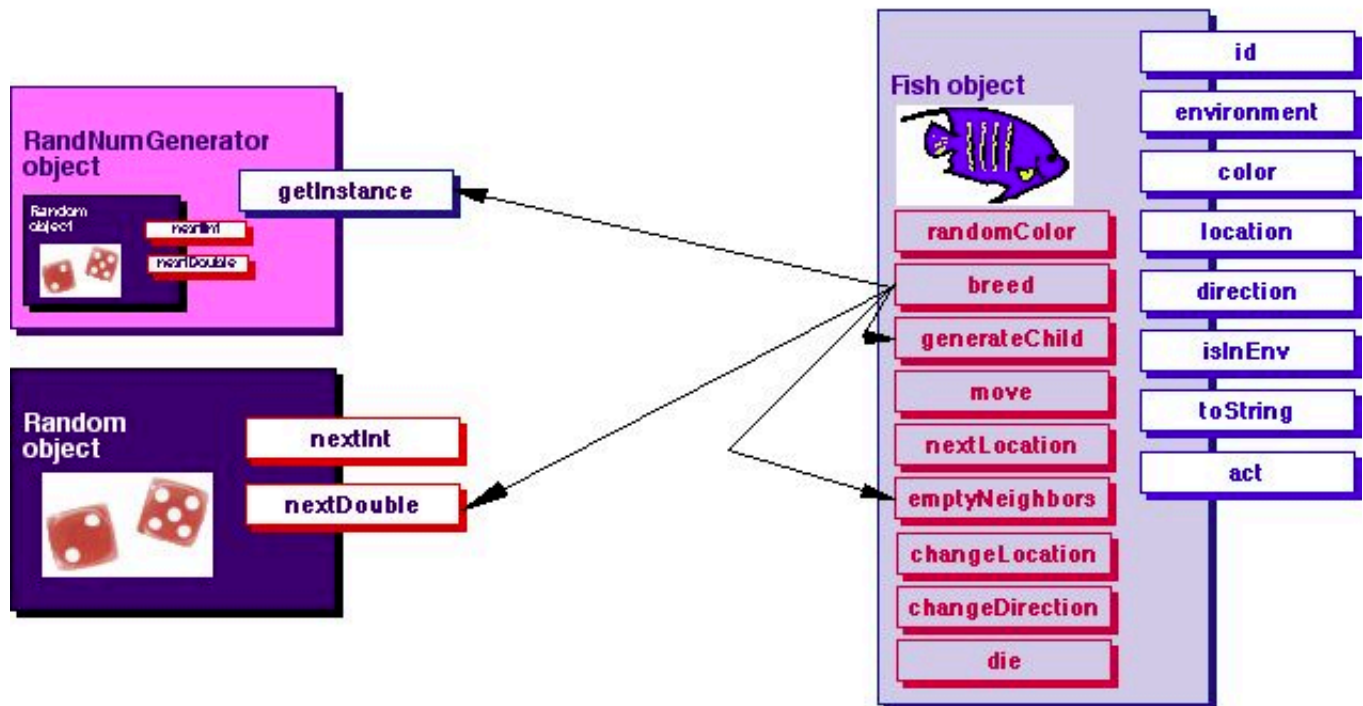 RandNumGenerator
object
Random
object
nextInt
nextDouble
getInstance
Random
object
nextInt
nextDouble
Fish object
randomColor
breed
generateChild
move
nextLocation
emptyNeighbors
changeLocation
changeDirection
die
id
environment
color
location
direction
isInEnv
toString
act